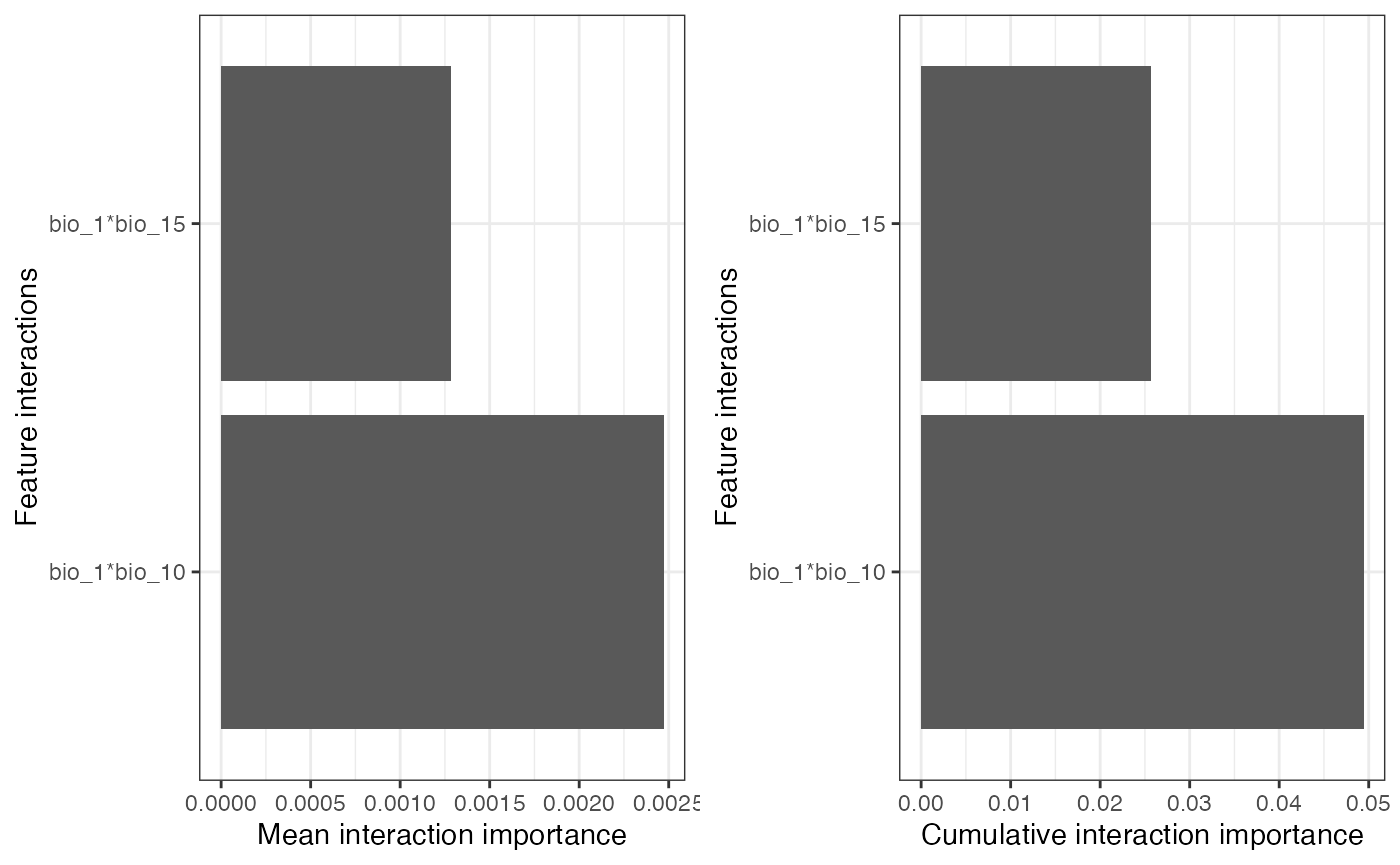 Feature interactions
bio_1*bio_15
bio_1*bio_10
0.0000 0.0005 0.0010 0.0015 0.0020 0.0025
Mean interaction importance
Feature interactions
bio_1*bio_15
bio_1*bio_10
0.00 0.01 0.02 0.03 0.04 0.05
Cumulative interaction importance